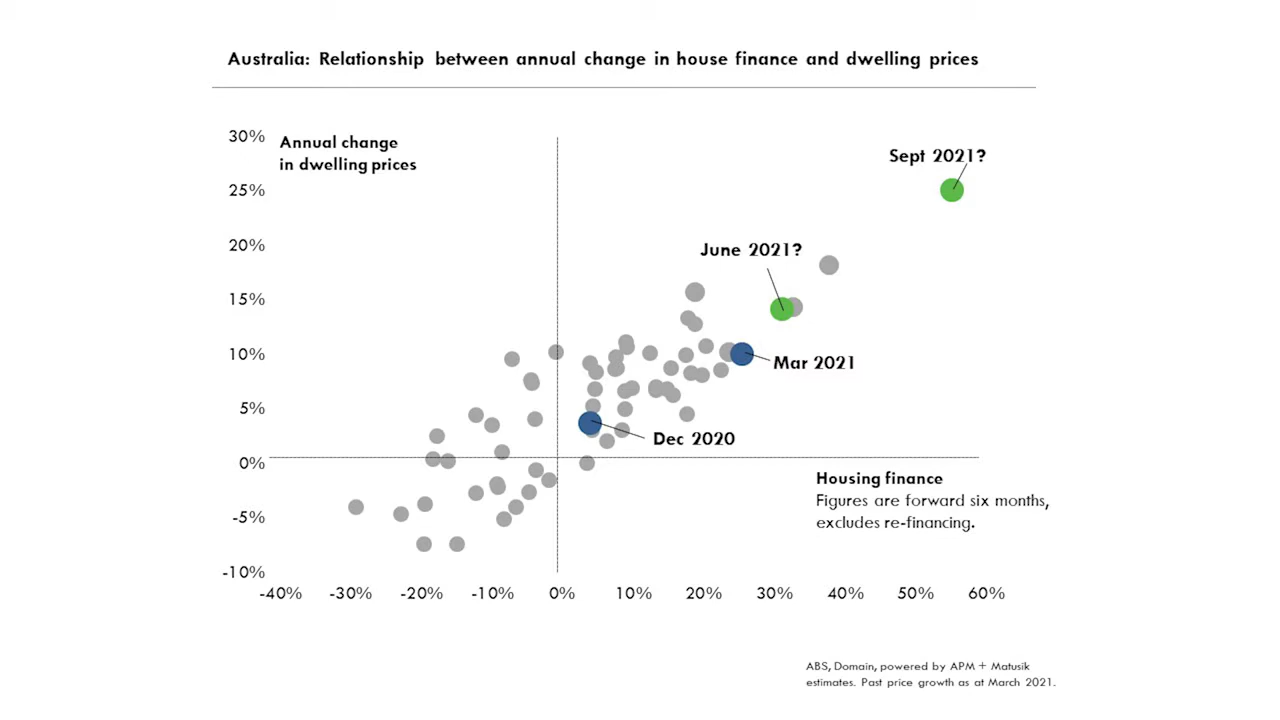 Australia: Relationship between annual change in house finance and dwelling prices
30%
Annual change
in dwelling prices
Sept 2021?
25%
20%
June 2021?
15%
10%
Mar 2021
5%
Dec 2020
0%
Housing finance
Figures are forward six months,
excludes re-financing.
-5%
-10%
-40% -30% -20% -10% 0% 10% 20% 30% 40% 50% 60%
ABS, Domain, powered by APM + Matusik
estimates. Past price growth as at March 2021.